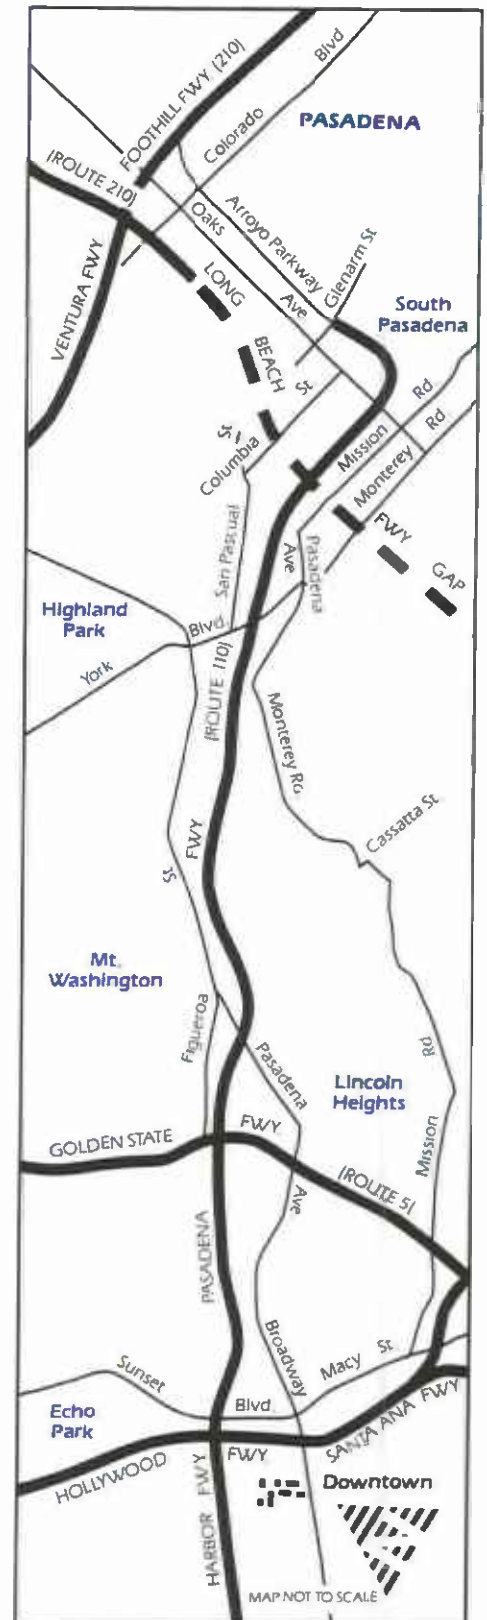 FOOTHILL FWY (210)
Blvd
Colorado
PASADENA
(ROUTE 210)
Oaks
Ave
Arroyo Parkway
Glenarm St
VENTURA FWY
LONG
BEACH
South
Pasadena
St
Columbia
St
Mission
Rd
Monterey
Rd
FWY
GAP
San Pascual
Ave
Pasadena
Highland
Park
York
Blvd.
(ROUTE 110)
FWY
Monterey Rd
Cassatta St
St
Mt.
Washington
Figueroa
Pasadena
Ave
Rd
Mission
Lincoln
Heights
GOLDEN STATE
FWY
(ROUTE 5)
PASADENA
Broadway
Macy St
Sunset
Blvd.
Echo
Park
HOLLYWOOD
FWY
SANTA ANA FWY
HARBOR FWY
Downtown
MAP NOT TO SCALE